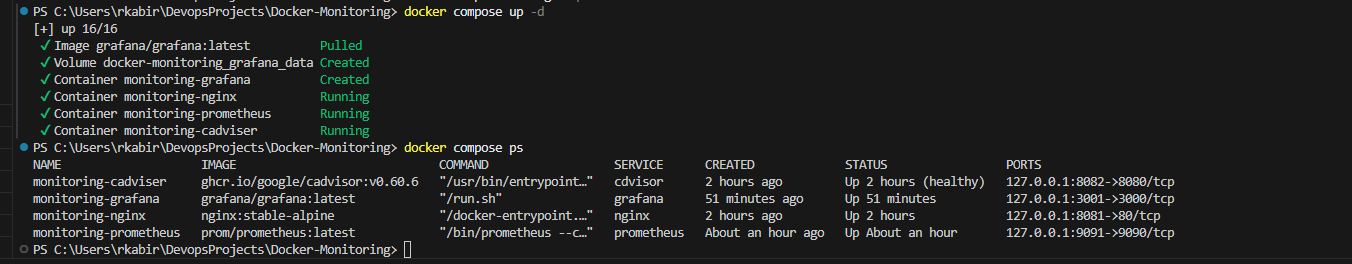 PS C:\Users\rkabir\DevopsProjects\Docker-Monitoring> docker compose up -d
[+] up 16/16
✓ Image grafana/grafana:latest Pulled
✓ Volume docker-monitoring_grafana_data Created
✓ Container monitoring-grafana Created
✓ Container monitoring-nginx Running
✓ Container monitoring-prometheus Running
✓ Container monitoring-cadviser Running
PS C:\Users\rkabir\DevopsProjects\Docker-Monitoring> docker compose ps
NAME IMAGE COMMAND SERVICE CREATED STATUS PORTS
monitoring-cadviser ghcr.io/google/cadvisor:v0.60.6 "/usr/bin/entrypoint…" cdvisor 2 hours ago Up 2 hours (healthy) 127.0.0.1:8082->8080/tcp
monitoring-grafana grafana/grafana:latest "/run.sh" grafana 51 minutes ago Up 51 minutes 127.0.0.1:3001->3000/tcp
monitoring-nginx nginx:stable-alpine "/docker-entrypoint.…" nginx 2 hours ago Up 2 hours 127.0.0.1:8081->80/tcp
monitoring-prometheus prom/prometheus:latest "/bin/prometheus --c…" prometheus About an hour ago Up About an hour 127.0.0.1:9091->9090/tcp
PS C:\Users\rkabir\DevopsProjects\Docker-Monitoring>